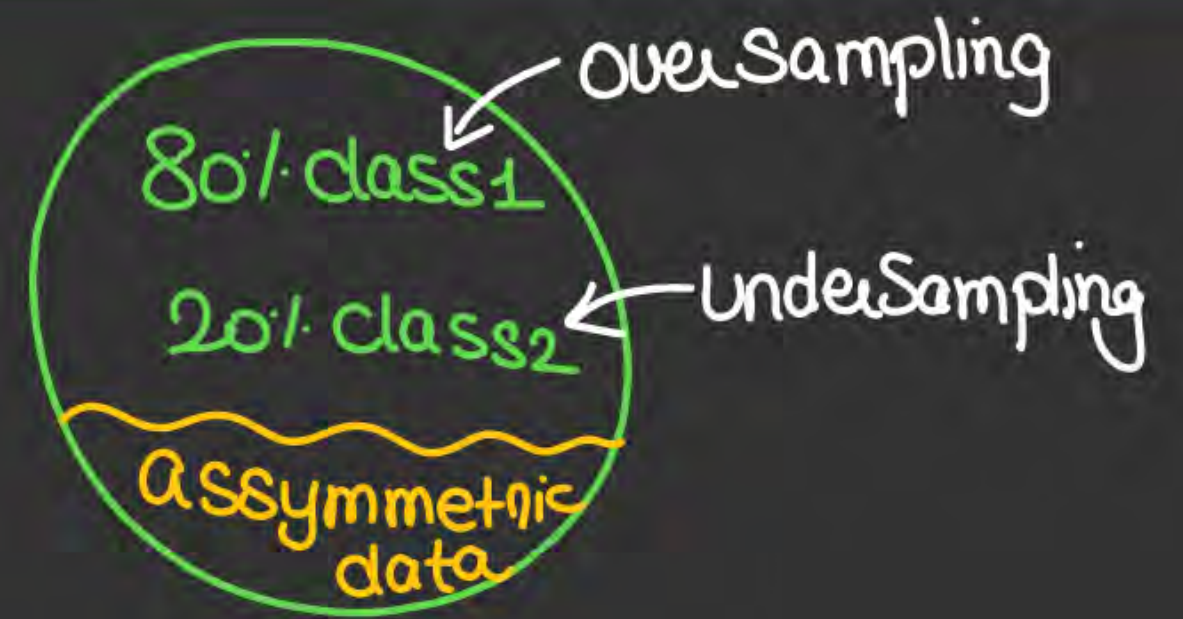 oversampling
80% class1
20% class2
undersampling
assymmetric
data